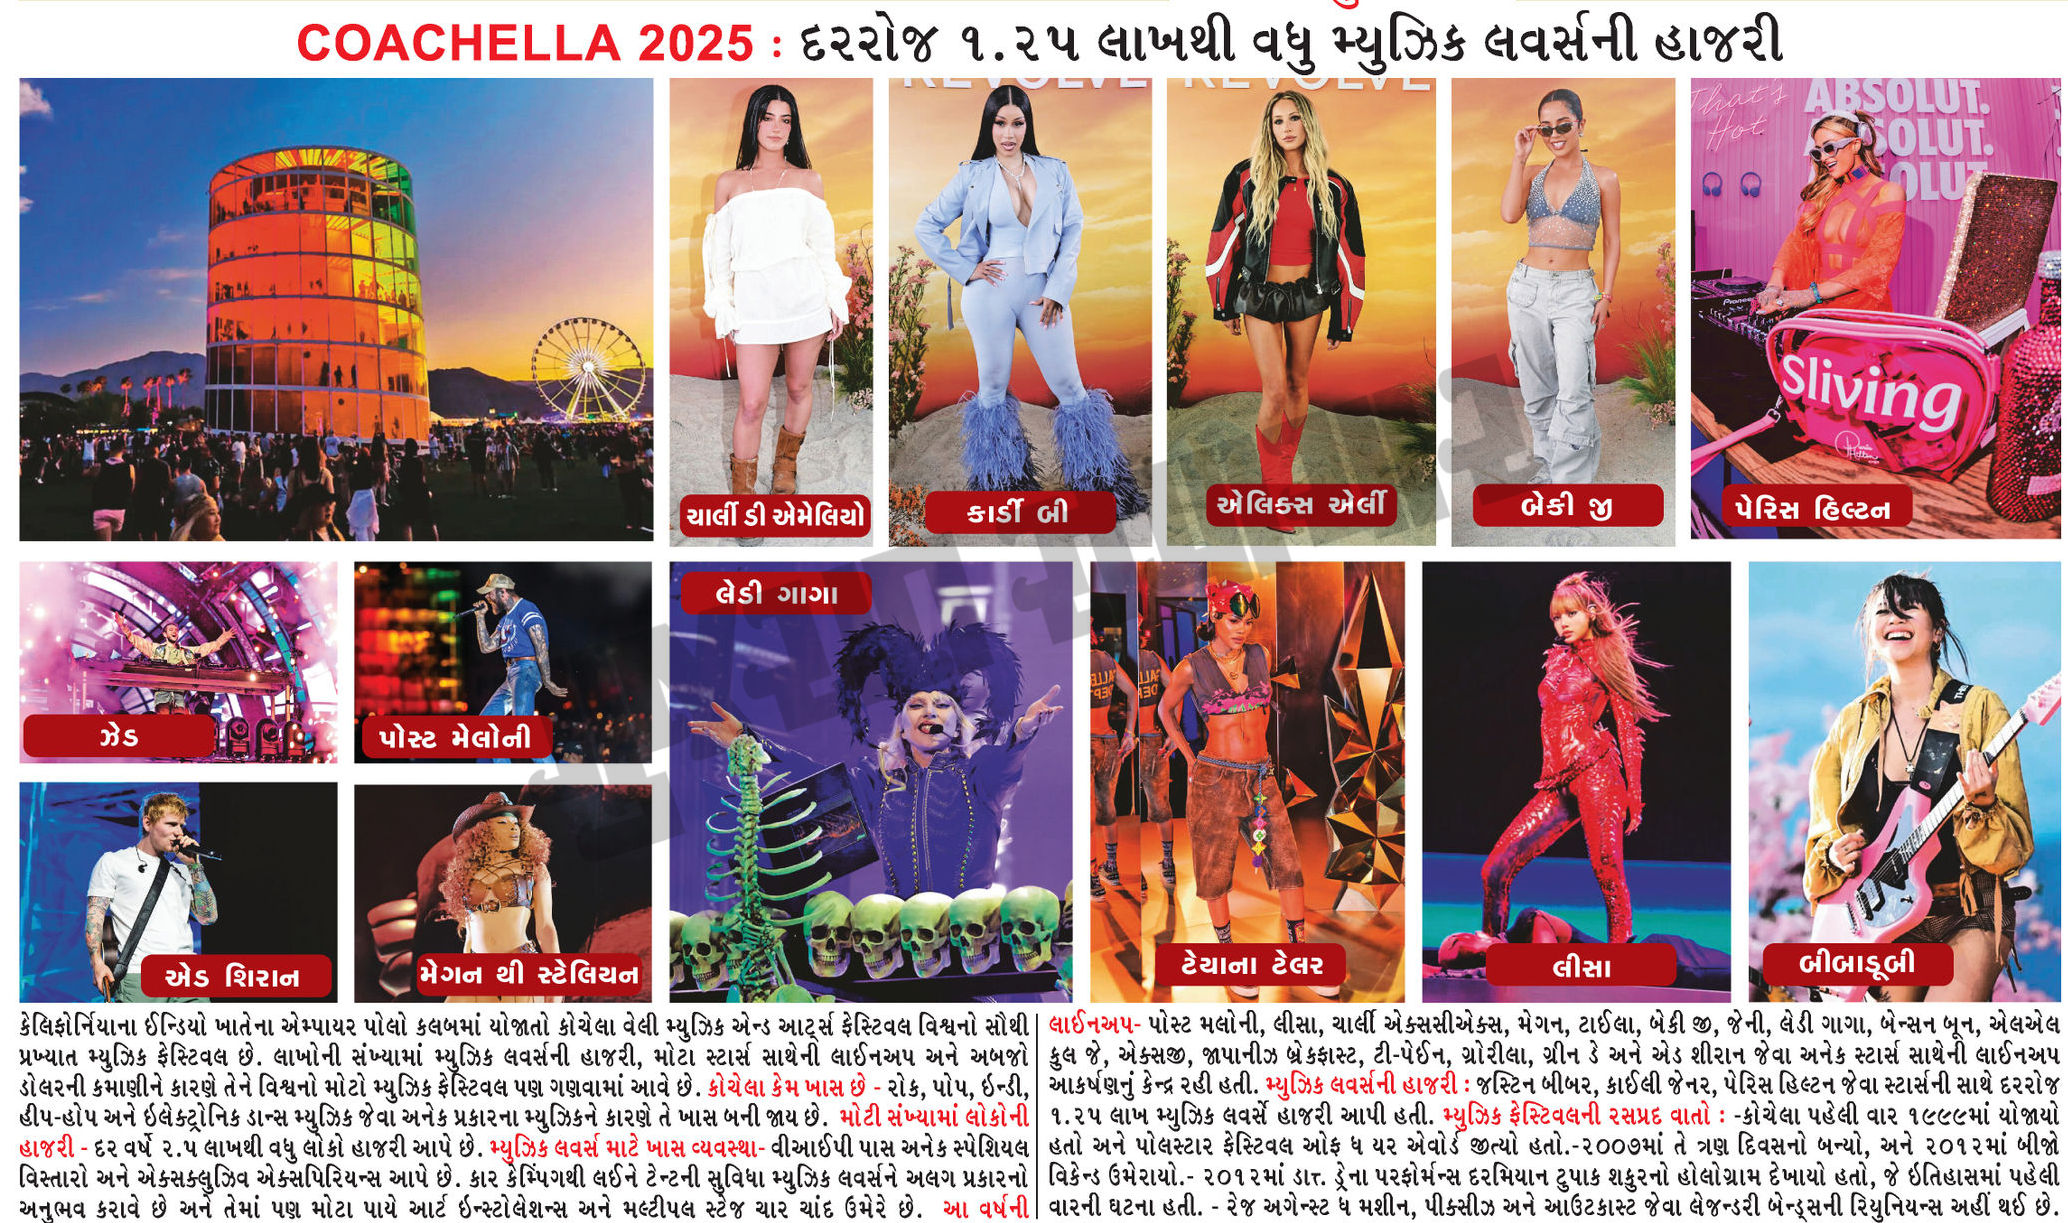 COACHELLA 2025 : દરરોજ ૧.૨૫ લાખથી વધુ મ્યુઝિક લવર્સની હાજરી
REVOLVE
REVOLVE
That's
Hot.
ABSOLUT.
ABSOLUT.
ABSOLUT.
Pioneer
Sliving
Paris Hilton
ચાર્લી ડી એમેલિયો
કાર્ડી બી
એલિક્સ એર્લી
બેકી જી
પેરિસ હિલ્ટન
લેડી ગાગા
ઝેડ
પોસ્ટ મેલોની
એડ શિરાન
મેગન થી સ્ટેલિયન
ટેયાના ટેલર
લીસા
બીબાડૂબી
કેલિફોર્નિયાના ઈન્ડિયો ખાતેના એમ્પાયર પોલો કલબમાં યોજાતો કોચેલા વેલી મ્યુઝિક એન્ડ આર્ટ્સ ફેસ્ટિવલ વિશ્વનો સૌથી
પ્રખ્યાત મ્યુઝિક ફેસ્ટિવલ છે. લાખોની સંખ્યામાં મ્યુઝિક લવર્સની હાજરી, મોટા સ્ટાર્સ સાથેની લાઈનઅપ અને અબજો
ડોલરની કમાણીને કારણે તેને વિશ્વનો મોટો મ્યુઝિક ફેસ્ટિવલ પણ ગણવામાં આવે છે. કોચેલા કેમ ખાસ છે - રોક, પોપ, ઇન્ડી,
હીપ-હોપ અને ઇલેક્ટ્રોનિક ડાન્સ મ્યુઝિક જેવા અનેક પ્રકારના મ્યુઝિકને કારણે તે ખાસ બની જાય છે. મોટી સંખ્યામાં લોકોની
હાજરી - દર વર્ષે ૨.૫ લાખથી વધુ લોકો હાજરી આપે છે. મ્યુઝિક લવર્સ માટે ખાસ વ્યવસ્થા- વીઆઈપી પાસ અનેક સ્પેશિયલ
વિસ્તારો અને એક્સક્લુઝિવ એક્સપિરિયન્સ આપે છે. કાર કેમ્પિંગથી લઈને ટેન્ટની સુવિધા મ્યુઝિક લવર્સને અલગ પ્રકારનો
અનુભવ કરાવે છે અને તેમાં પણ મોટા પાયે આર્ટ ઇન્સ્ટોલેશન્સ અને મલ્ટીપલ સ્ટેજ ચાર ચાંદ ઉમેરે છે. આ વર્ષની
લાઈનઅપ- પોસ્ટ મલોની, લીસા, ચાર્લી એક્સસીએક્સ, મેગન, ટાઈલા, બેકી જી, જેની, લેડી ગાગા, બેન્સન બૂન, એલએલ
કુલ જે, એક્સજી, જાપાનીઝ બ્રેકફાસ્ટ, ટી-પેઈન, ગ્રોરીલા, ગ્રીન ડે અને એડ શીરાન જેવા અનેક સ્ટાર્સ સાથેની લાઈનઅપ
આકર્ષણનું કેન્દ્ર રહી હતી. મ્યુઝિક લવર્સની હાજરી : જસ્ટિન બીબર, કાઈલી જેનર, પેરિસ હિલ્ટન જેવા સ્ટાર્સની સાથે દરરોજ
૧.૨૫ લાખ મ્યુઝિક લવર્સે હાજરી આપી હતી. મ્યુઝિક ફેસ્ટિવલની રસપ્રદ વાતો : -કોચેલા પહેલી વાર ૧૯૯૯માં યોજાયો
હતો અને પોલસ્ટાર ફેસ્ટિવલ ઓફ ધ યર એવોર્ડ જીત્યો હતો.-૨૦૦૭માં તે ત્રણ દિવસનો બન્યો, અને ૨૦૧૨માં બીજો
વિકેન્ડ ઉમેરાયો.- ૨૦૧૨માં ડાૅ. ડ્રેના પરફોર્મન્સ દરમિયાન ટુપાક શકુરનો હોલોગ્રામ દેખાયો હતો, જે ઇતિહાસમાં પહેલી
વારની ઘટના હતી. - રેજ અગેન્સ્ટ ધ મશીન, પીક્સીઝ અને આઉટકાસ્ટ જેવા લેજન્ડરી બેન્ડ્સની રિયુનિયન્સ અહીં થઈ છે.